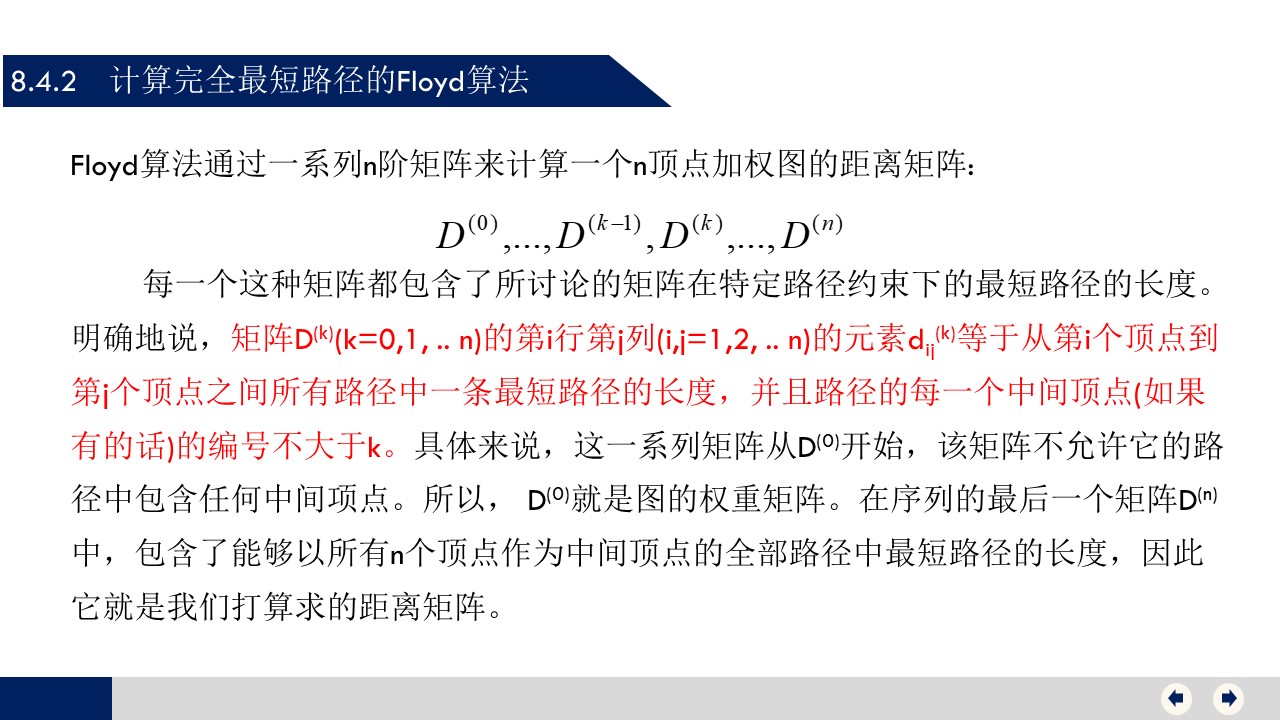 8.4.2 计算完全最短路径的Floyd算法
Floyd算法通过一系列n阶矩阵来计算一个n顶点加权图的距离矩阵：
D^(0),...,D^(k−1),D^(k),...,D^(n)
每一个这种矩阵都包含了所讨论的矩阵在特定路径约束下的最短路径的长度。
明确地说，矩阵D^(k)(k=0,1, .. n)的第i行第j列(i,j=1,2, .. n)的元素d_ij^(k)等于从第i个顶点到
第j个顶点之间所有路径中一条最短路径的长度，并且路径的每一个中间顶点(如果
有的话)的编号不大于k。具体来说，这一系列矩阵从D^(0)开始，该矩阵不允许它的路
径中包含任何中间项点。所以， D^(0)就是图的权重矩阵。在序列的最后一个矩阵D^(n)
中，包含了能够以所有n个顶点作为中间顶点的全部路径中最短路径的长度，因此
它就是我们打算求的距离矩阵。